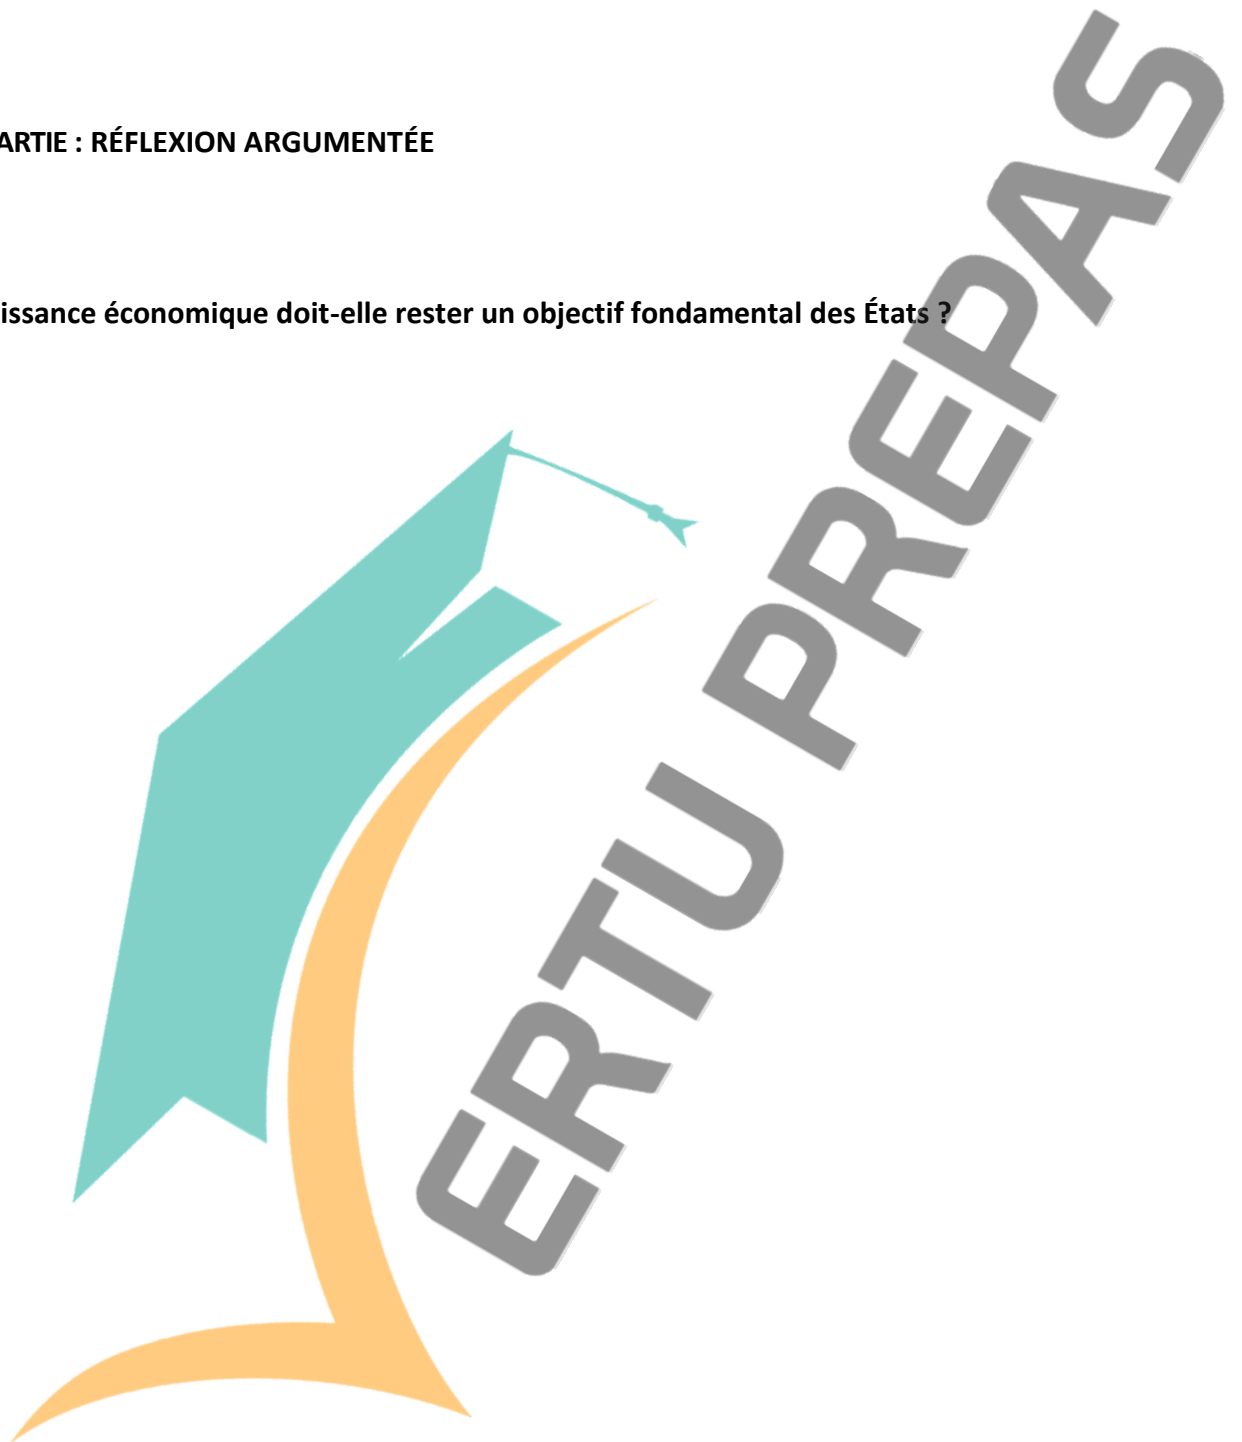 ARTIE : RÉFLEXION ARGUMENTÉE
issance économique doit-elle rester un objectif fondamental des États ?
ERTU PREPAS